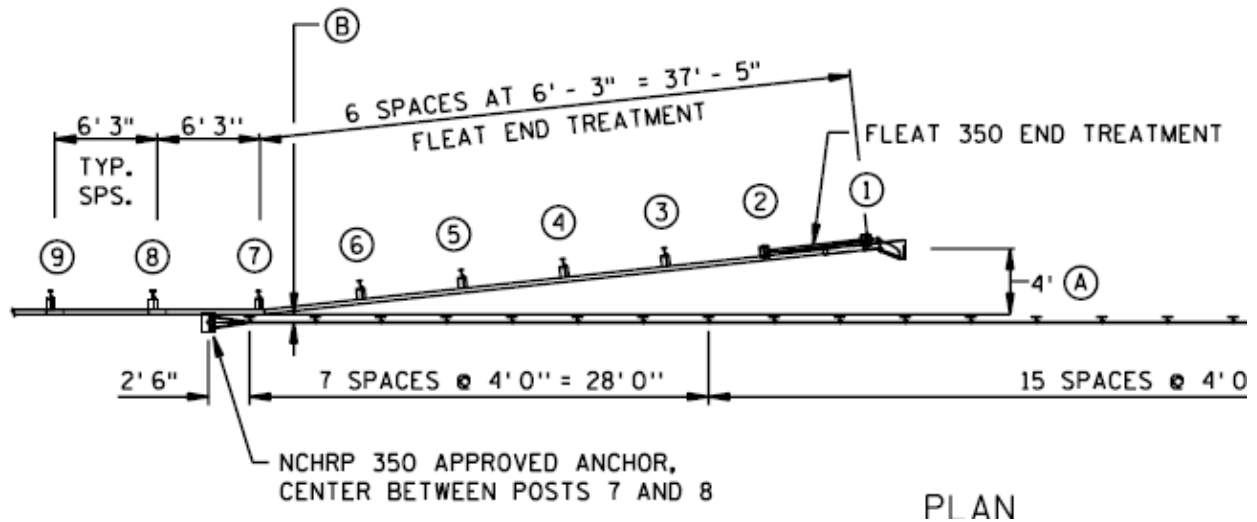 B
6 SPACES AT 6' - 3" = 37' - 5"
FLEAT END TREATMENT
6' 3"
6' 3"
TYP.
SPS.
FLEAT 350 END TREATMENT
1
2
3
4
5
6
7
8
9
4' A
2' 6"
7 SPACES @ 4' 0" = 28' 0"
15 SPACES @ 4' 0
NCHRP 350 APPROVED ANCHOR,
CENTER BETWEEN POSTS 7 AND 8
PLAN